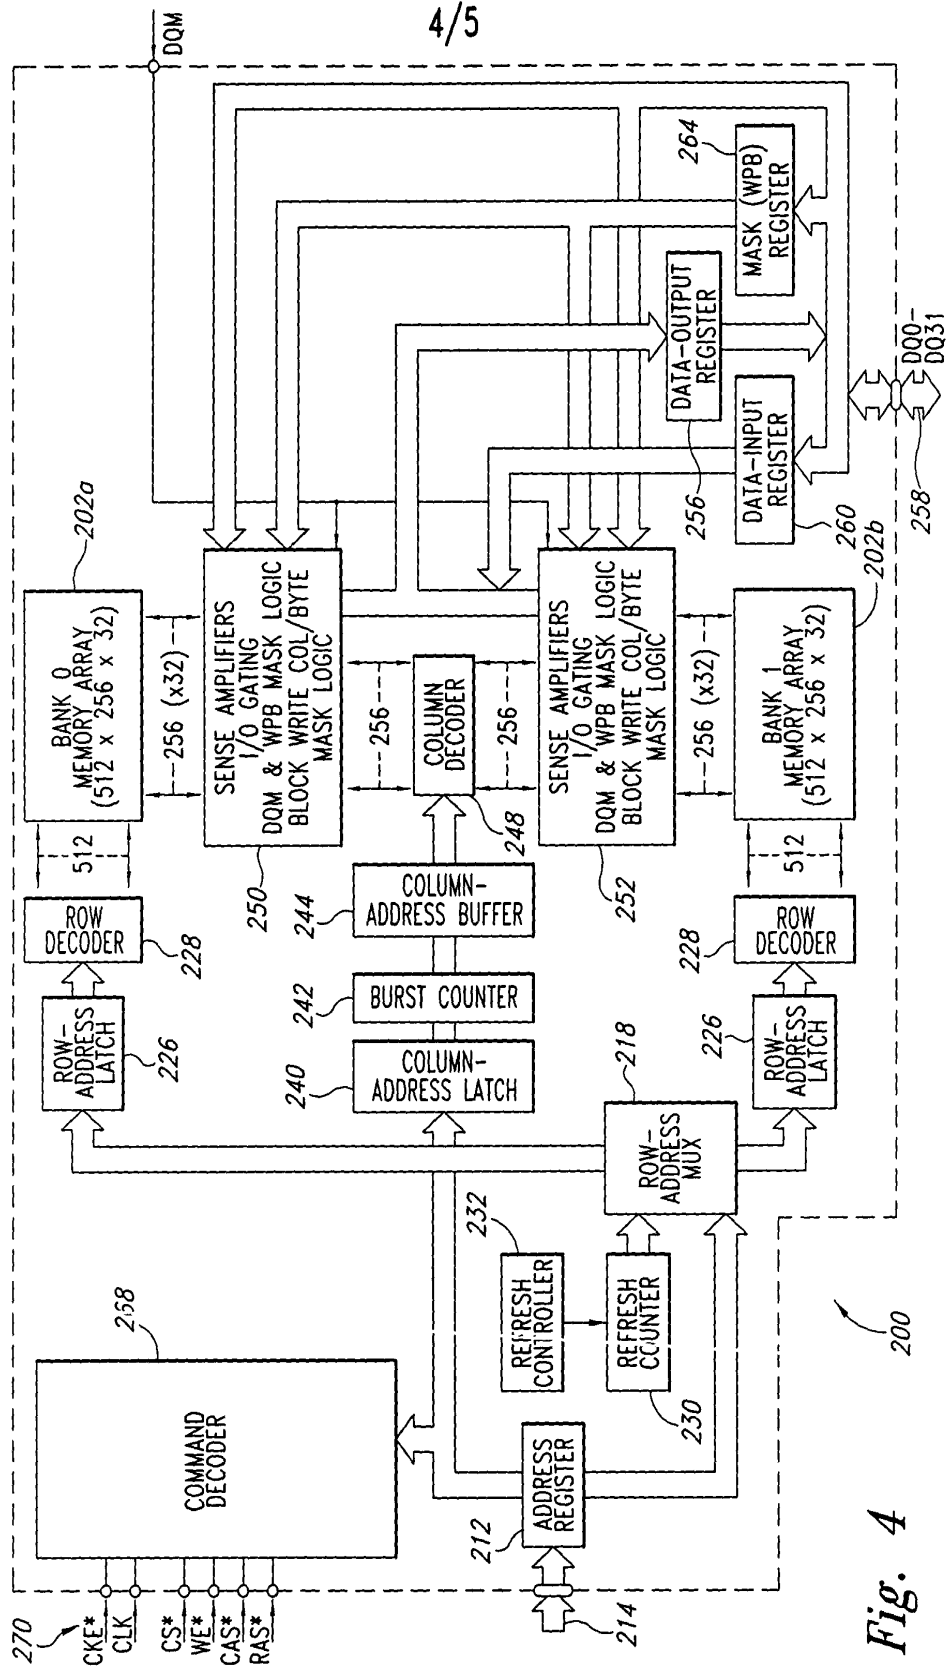 4/5
DQM
202a
BANK 0
MEMORY ARRAY
(512 x 256 x 32)
512
256 (x32)
ROW
DECODER
228
ROW-
ADDRESS
LATCH
226
SENSE AMPLIFIERS
I/O GATING
DQM & WPB MASK LOGIC
BLOCK WRITE COL/BYTE
MASK LOGIC
250
256
COLUMN
DECODER
248
256
COLUMN-
ADDRESS BUFFER
244
BURST COUNTER
242
COLUMN-
ADDRESS LATCH
240
SENSE AMPLIFIERS
I/O GATING
DQM & WPB MASK LOGIC
BLOCK WRITE COL/BYTE
MASK LOGIC
252
256 (x32)
BANK 1
MEMORY ARRAY
(512 x 256 x 32)
202b
512
ROW
DECODER
228
ROW-
ADDRESS
LATCH
226
ROW-
ADDRESS
MUX
218
REFRESH
CONTROLLER
232
REFRESH
COUNTER
230
ADDRESS
REGISTER
212
214
COMMAND
DECODER
268
270
CKE*
CLK
CS*
WE*
CAS*
RAS*
MASK (WPB)
REGISTER
264
DATA-OUTPUT
REGISTER
256
DATA-INPUT
REGISTER
260
DQ0-
DQ31
258
200
Fig. 4